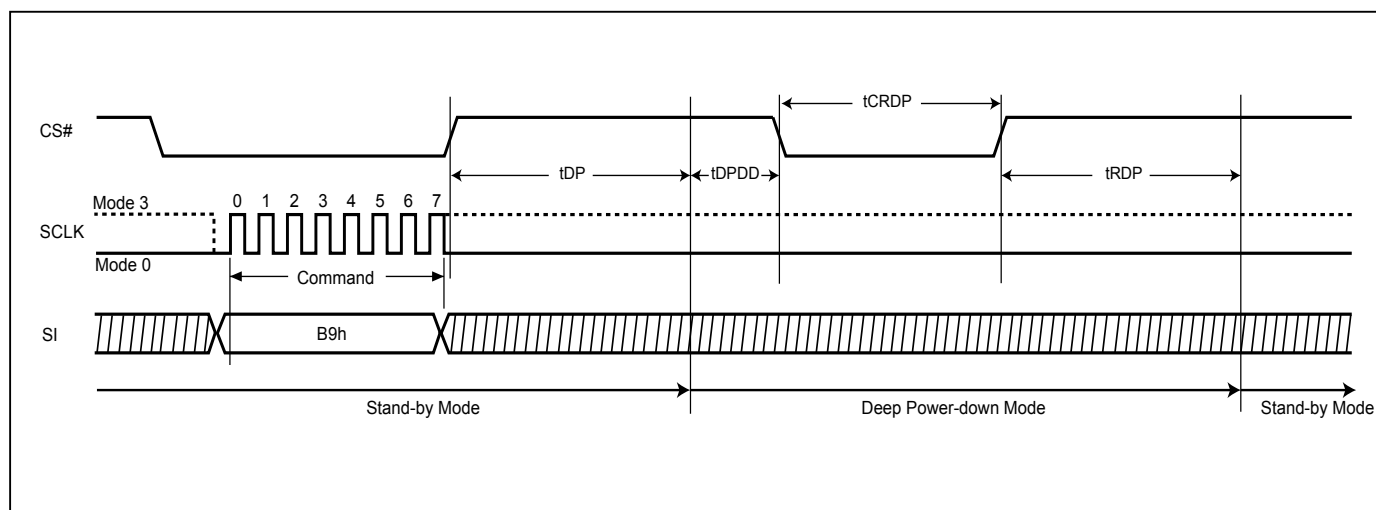 tCRDP
CS#
tDP
tDPDD
tRDP
Mode 3
0 1 2 3 4 5 6 7
SCLK
Mode 0
Command
SI
B9h
Stand-by Mode
Deep Power-down Mode
Stand-by Mode